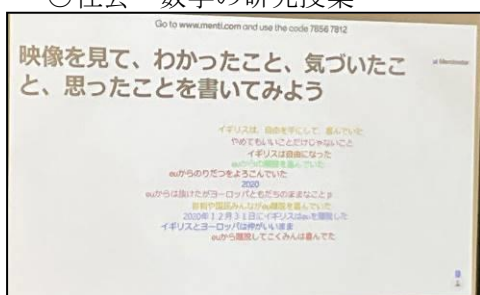 ○社会 数学の研究授業
Go to www.menti.com and use the code 7856 7812
映像を見て、わかったこと、気づいたこ
と、思ったことを書いてみよう
Mentimeter
イギリスは、自由を手にして、喜んでいた
やめてもいいことだけじゃないこと
イギリスは自由になった
euからの離脱を喜んでいた
euからのりだつをよろこんでいた
2020
euからは抜けたがヨーロッパともだちのままなことp
首相や国民みんながeu離脱を喜んでいた
2020年12月31日にイギリスはeuを離脱した
イギリスとヨーロッパは仲がいいまま
euから離脱してこくみんは喜んでた